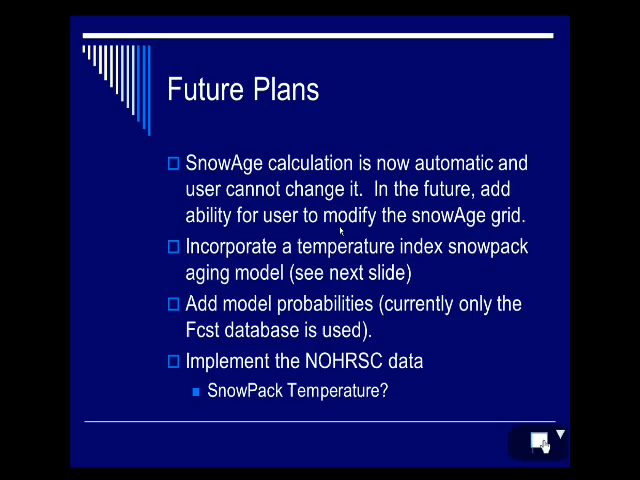 Future Plans
SnowAge calculation is now automatic and
user cannot change it.  In the future, add
ability for user to modify the snowAge grid.
Incorporate a temperature index snowpack
aging model (see next slide)
Add model probabilities (currently only the
Fcst database is used).
Implement the NOHRSC data
SnowPack Temperature?